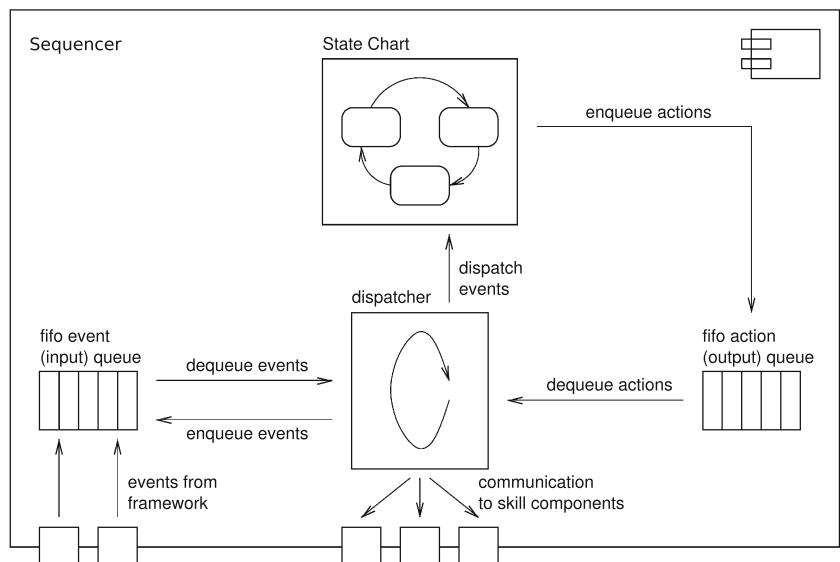 Sequencer
State Chart
enqueue actions
dispatch
events
dispatcher
fifo event
(input) queue
fifo action
(output) queue
dequeue events
dequeue actions
enqueue events
events from
framework
communication
to skill components